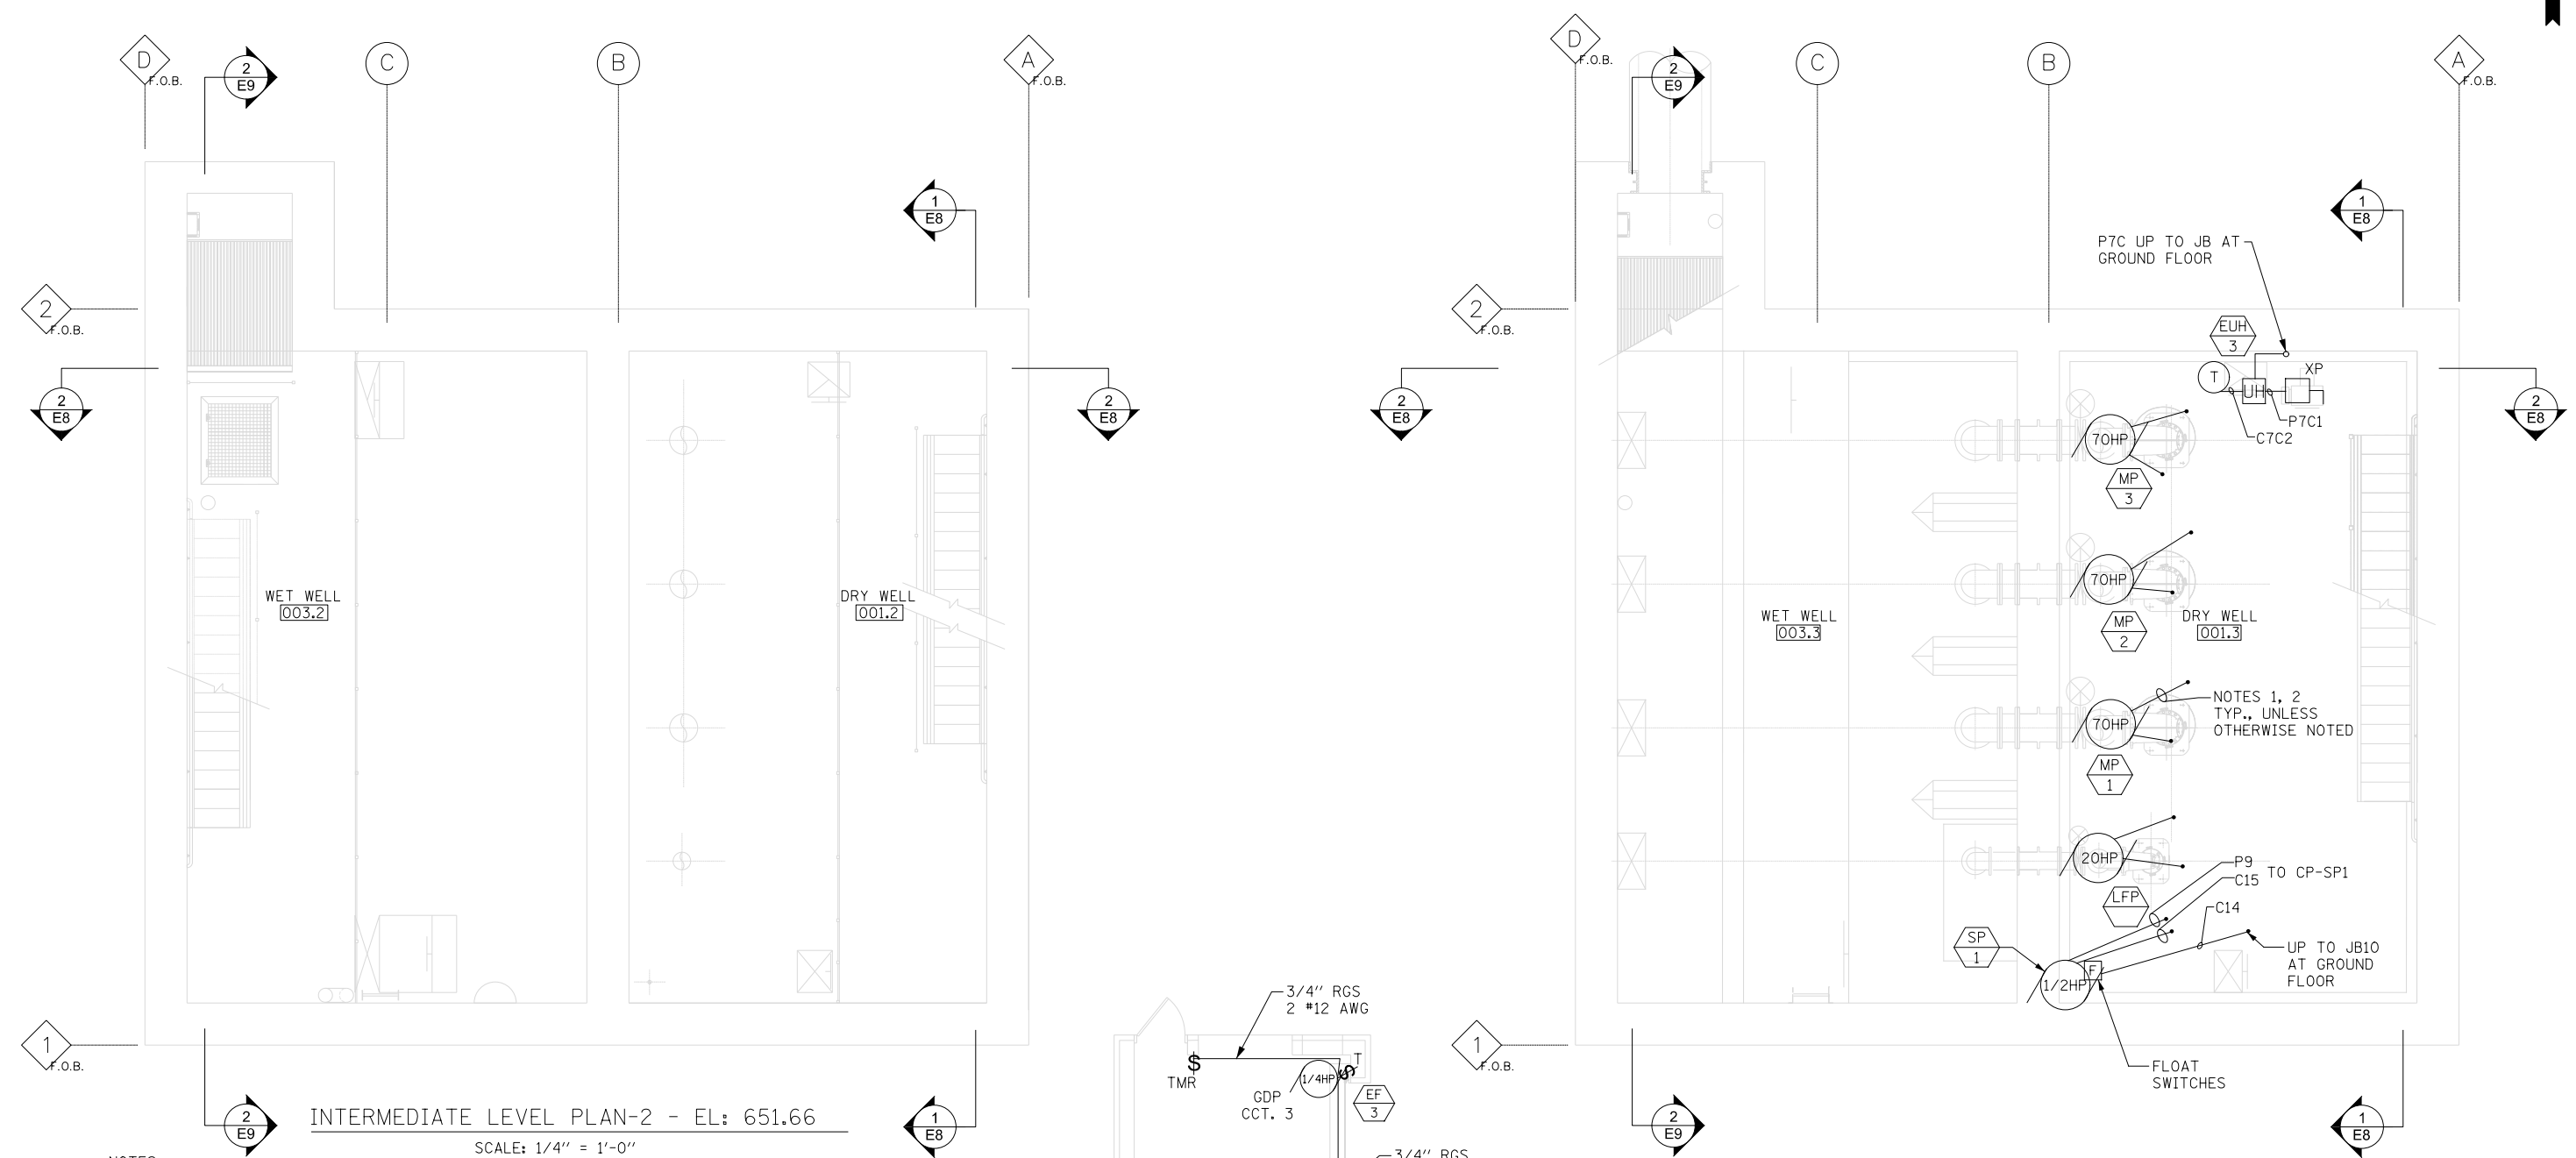 D
F.O.B.
2
E9
C
B
A
F.O.B.
1
E8
2
F.O.B.
2
E8
2
E8
WET WELL
003.2
DRY WELL
001.2
1
F.O.B.
2
E9
1
E8
INTERMEDIATE LEVEL PLAN-2 - EL: 651.66
SCALE: 1/4" = 1'-0"
3/4" RGS
2 #12 AWG
$
TMR
T
$
1/4HP
GDP
CCT. 3
EF
3
3/4" RGS
D
F.O.B.
2
E9
C
B
A
F.O.B.
1
E8
P7C UP TO JB AT
GROUND FLOOR
2
F.O.B.
EUH
3
XP
T
UH
P7C1
C7C2
2
E8
2
E8
70HP
MP
3
70HP
MP
2
WET WELL
003.3
DRY WELL
001.3
NOTES 1, 2
TYP., UNLESS
OTHERWISE NOTED
70HP
MP
1
20HP
P9
C15
TO CP-SP1
LFP
C14
SP
1
F
1/2HP
UP TO JB10
AT GROUND
FLOOR
FLOAT
SWITCHES
1
F.O.B.
2
E9
1
E8